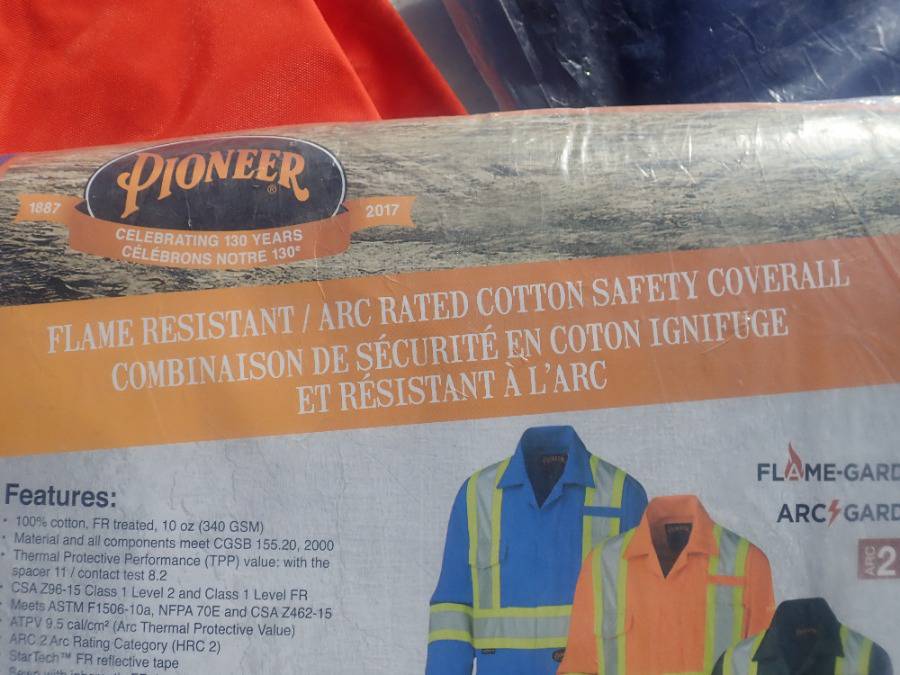 PIONEER®
1887 2017
CELEBRATING 130 YEARS
CÉLÉBRONS NOTRE 130e
FLAME RESISTANT / ARC RATED COTTON SAFETY COVERALL
COMBINAISON DE SÉCURITÉ EN COTON IGNIFUGE
ET RÉSISTANT À L'ARC
Features:
• 100% cotton, FR treated, 10 oz (340 GSM)
• Material and all components meet CGSB 155.20, 2000
• Thermal Protective Performance (TPP) value: with the
spacer 11 / contact test 8.2
• CSA Z96-15 Class 1 Level 2 and Class 1 Level FR
• Meets ASTM F1506-10a, NFPA 70E and CSA Z462-15
• ATPV 9.5 cal/cm² (Arc Thermal Protective Value)
• ARC 2 Arc Rating Category (HRC 2)
• StarTech™ FR reflective tape
FLAME-GARD
ARC GARD
ARC 2
PIONEER
PIONEER